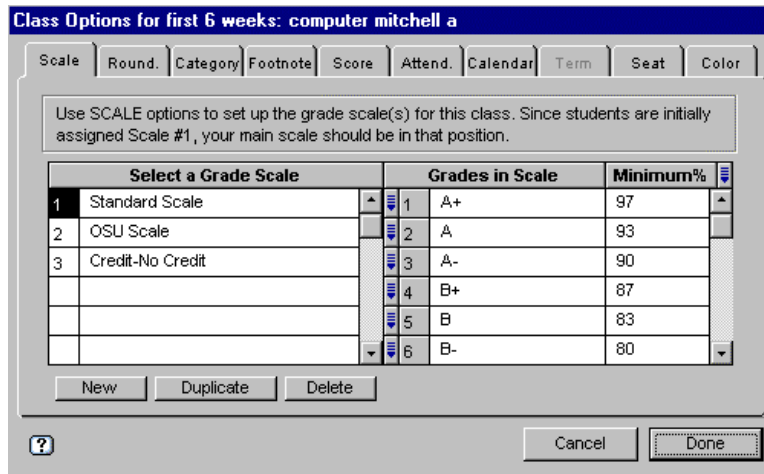 Class Options for first 6 weeks: computer mitchell a
Scale Round. Category Footnote Score Attend. Calendar Term Seat Color
Use SCALE options to set up the grade scale(s) for this class. Since students are initially
assigned Scale #1, your main scale should be in that position.
Select a Grade Scale Grades in Scale Minimum%
1 Standard Scale 1 A+ 97
2 OSU Scale 2 A 93
3 Credit-No Credit 3 A- 90
4 B+ 87
5 B 83
6 B- 80
New Duplicate Delete
? Cancel Done